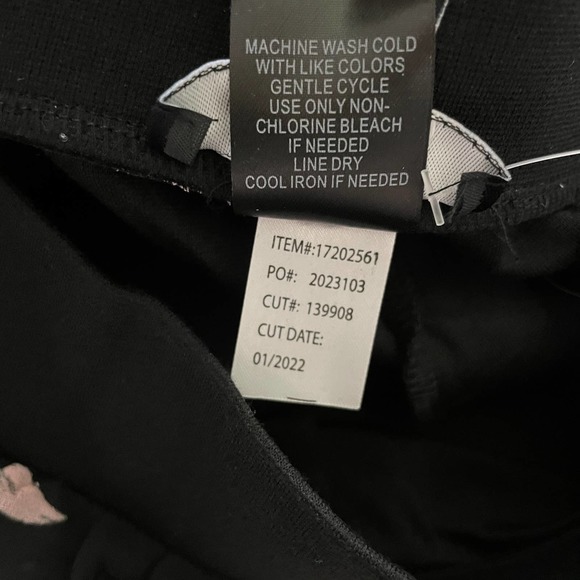 MACHINE WASH COLD
WITH LIKE COLORS
GENTLE CYCLE
USE ONLY NON-
CHLORINE BLEACH
IF NEEDED
LINE DRY
COOL IRON IF NEEDED
ITEM#:17202561
PO#: 2023103
CUT#: 139908
CUT DATE:
01/2022